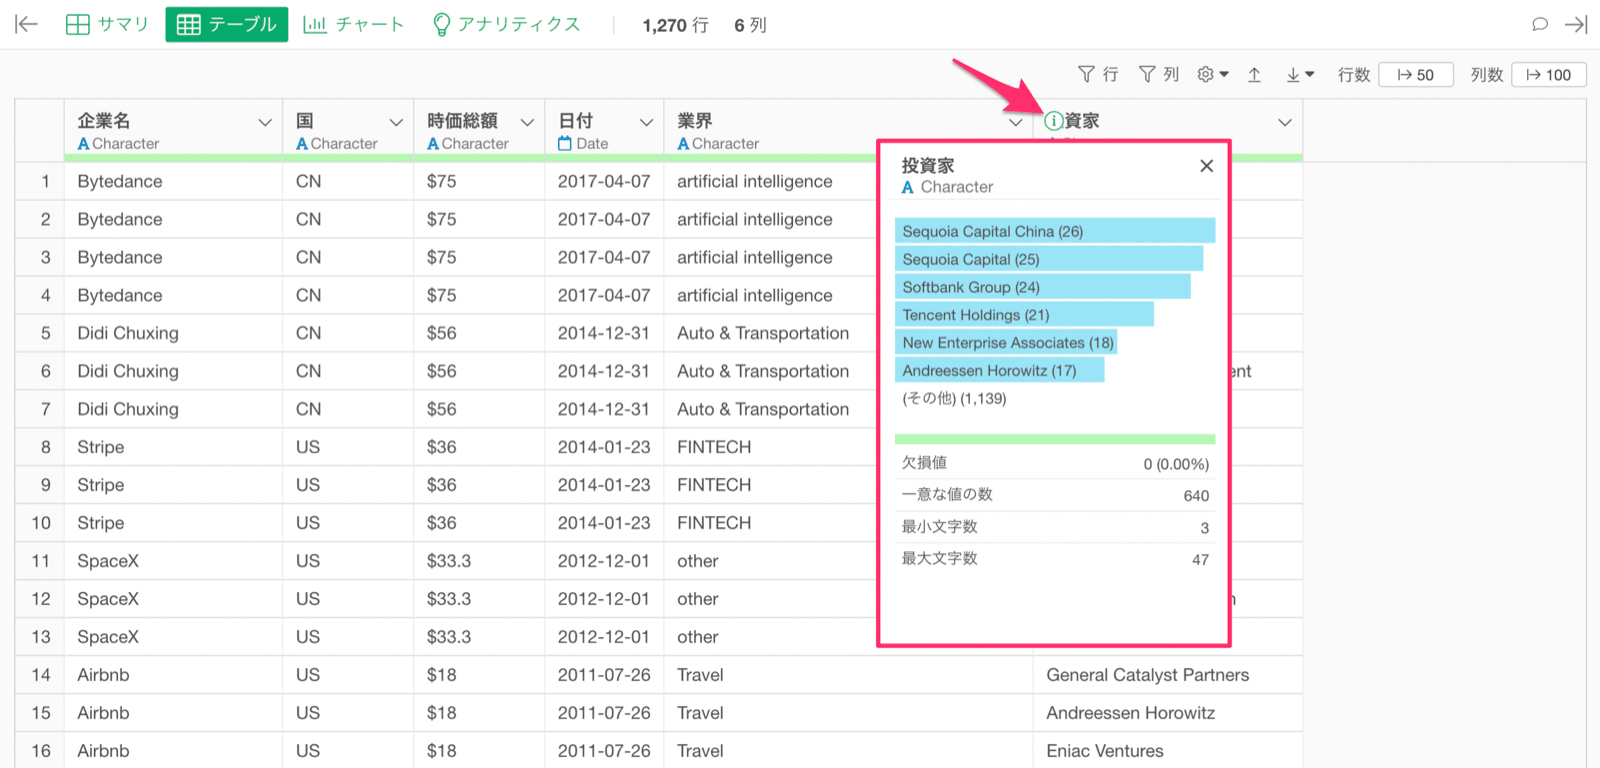 サマリ テーブル チャート アナリティクス 1,270 行 6 列
行 列 行数 50 列数 100
企業名 国 時価総額 日付 業界 資家
Character Character Character Date Character
投資家
Character
1 Bytedance CN $75 2017-04-07 artificial intelligence
2 Bytedance CN $75 2017-04-07 artificial intelligence
3 Bytedance CN $75 2017-04-07 artificial intelligence
4 Bytedance CN $75 2017-04-07 artificial intelligence
5 Didi Chuxing CN $56 2014-12-31 Auto & Transportation
6 Didi Chuxing CN $56 2014-12-31 Auto & Transportation ent
7 Didi Chuxing CN $56 2014-12-31 Auto & Transportation
8 Stripe US $36 2014-01-23 FINTECH
9 Stripe US $36 2014-01-23 FINTECH
10 Stripe US $36 2014-01-23 FINTECH
11 SpaceX US $33.3 2012-12-01 other
12 SpaceX US $33.3 2012-12-01 other
13 SpaceX US $33.3 2012-12-01 other
14 Airbnb US $18 2011-07-26 Travel General Catalyst Partners
15 Airbnb US $18 2011-07-26 Travel Andreessen Horowitz
16 Airbnb US $18 2011-07-26 Travel Eniac Ventures
Sequoia Capital China (26)
Sequoia Capital (25)
Softbank Group (24)
Tencent Holdings (21)
New Enterprise Associates (18)
Andreessen Horowitz (17)
(その他) (1,139)
欠損値 0 (0.00%)
一意な値の数 640
最小文字数 3
最大文字数 47